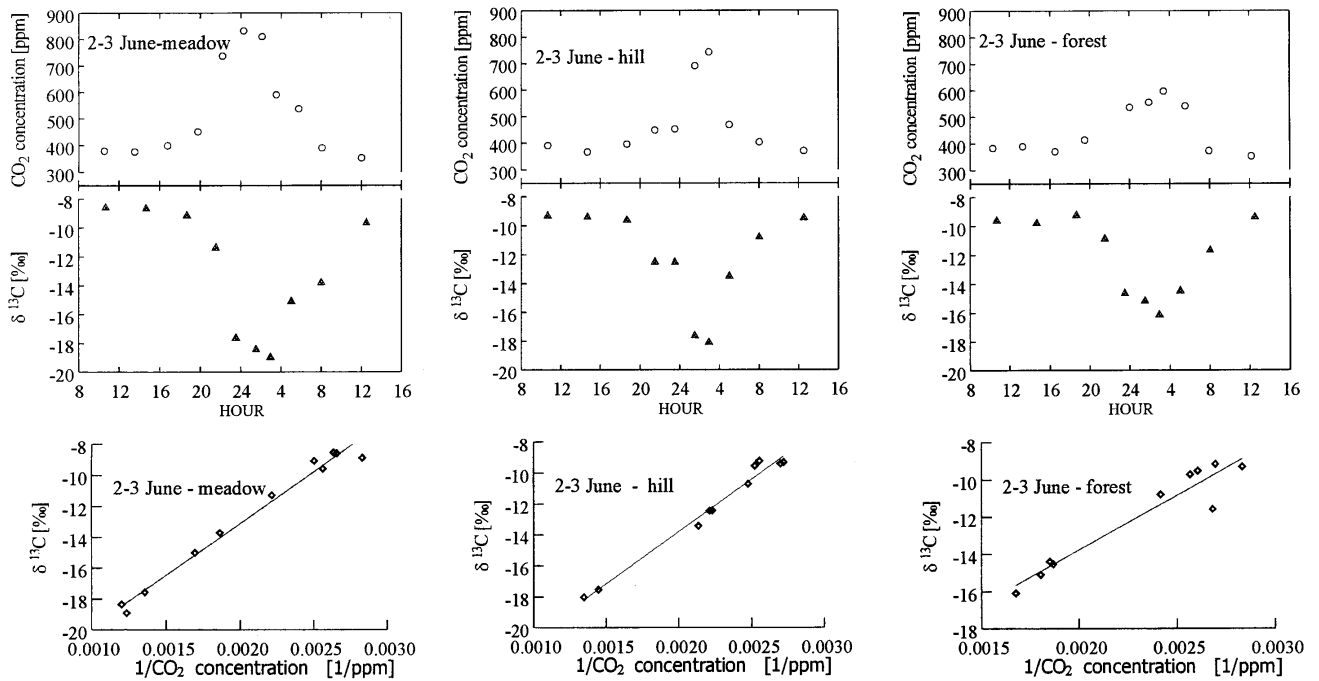 CO2 concentration [ppm]
900
800
700
600
500
400
300
2-3 June-meadow
δ 13C [‰]
-8
-10
-12
-14
-16
-18
-20
8 12 16 20 24 4 8 12 16
HOUR
CO2 concentration [ppm]
900
800
700
600
500
400
300
2-3 June - hill
δ 13C [‰]
-8
-10
-12
-14
-16
-18
-20
8 12 16 20 24 4 8 12 16
HOUR
CO2 concentration [ppm]
900
800
700
600
500
400
300
2-3 June - forest
δ 13C [‰]
-8
-10
-12
-14
-16
-18
-20
8 12 16 20 24 4 8 12 16
HOUR
δ 13C [‰]
-8
-10
-12
-14
-16
-18
-20
2-3 June - meadow
0.0010 0.0015 0.0020 0.0025 0.0030
1/CO2 concentration [1/ppm]
δ 13C [‰]
-8
-10
-12
-14
-16
-18
-20
2-3 June - hill
0.0010 0.0015 0.0020 0.0025 0.0030
1/CO2 concentration [1/ppm]
δ 13C [‰]
-8
-10
-12
-14
-16
-18
2-3 June - forest
0.0015 0.0020 0.0025 0.0030
1/CO2 concentration [1/ppm]